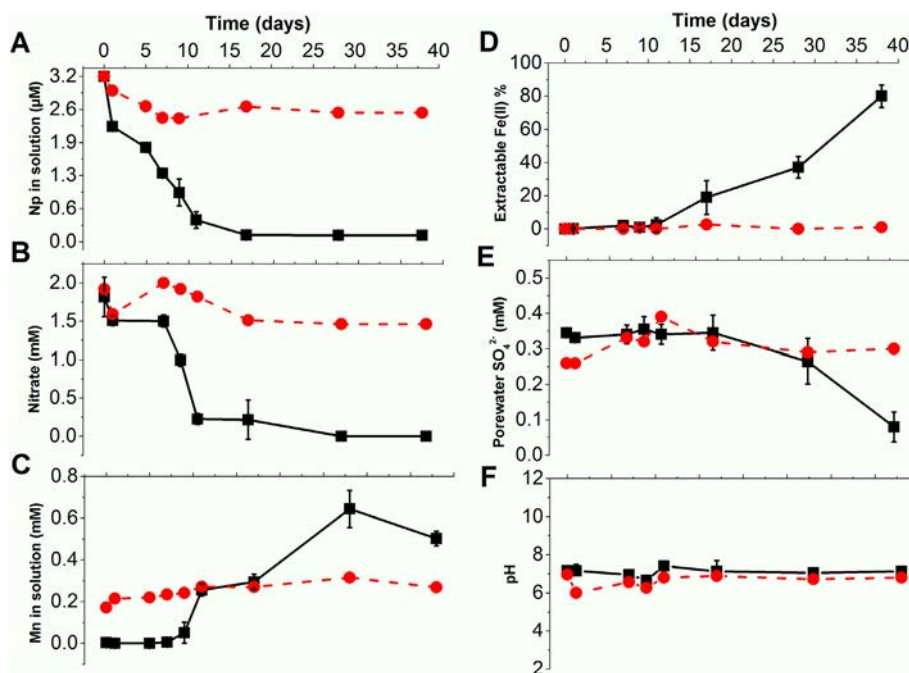 Time (days)
0 5 10 15 20 25 30 35 40
A
Np in solution (µM)
3.2
2.6
1.9
1.3
0.6
0.0
B
Nitrate (mM)
2.0
1.5
1.0
0.5
0.0
C
Mn in solution (mM)
0.8
0.6
0.4
0.2
0.0
Time (days)
0 5 10 15 20 25 30 35 40
D
Extractable Fe(II) %
100
80
60
40
20
0
E
Porewater SO₄²⁻ (mM)
0.5
0.4
0.3
0.2
0.1
0.0
F
pH
12
10
8
6
4
2